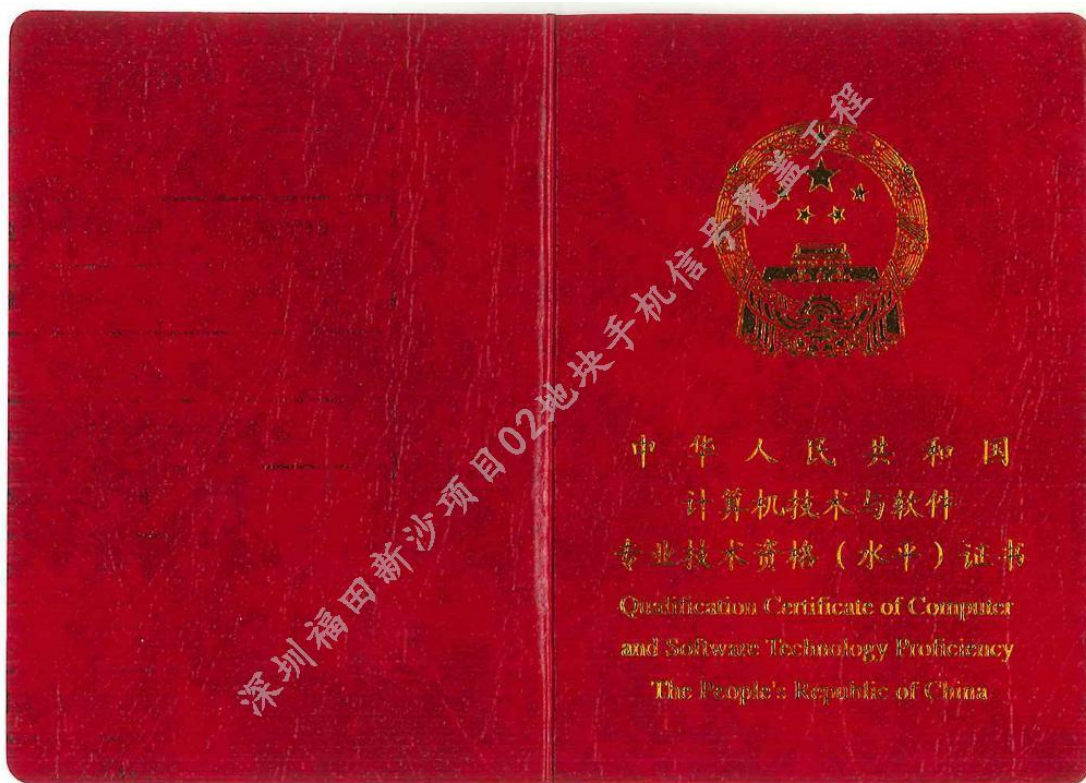 中华人民共和国
计算机技术与软件
专业技术资格（水平）证书
Qualification Certificate of Computer
and Software Technology Proficiency
The People's Republic of China
深圳福田新沙项目02地块手机信号覆盖工程